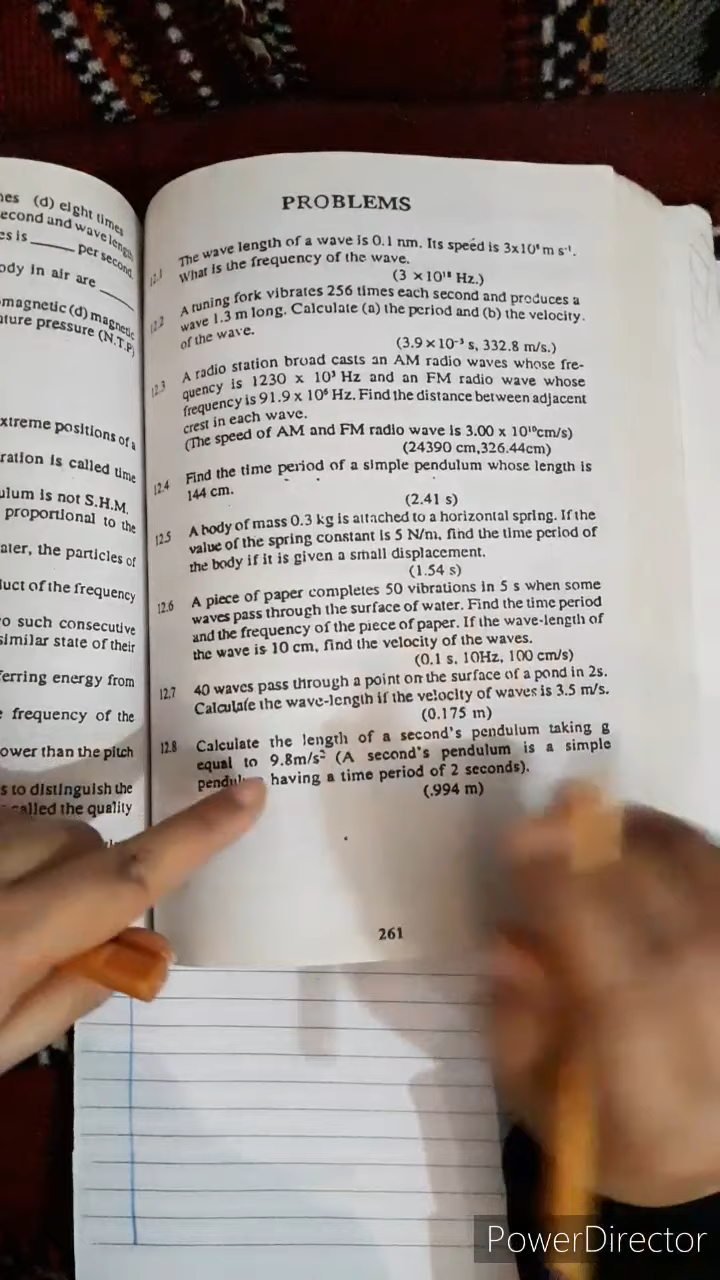 nes (d) eight times
econd and wave length
es is ____ per second.
ody in air are ____
magnetic (d) magnetic
ature pressure (N.T.P)
xtreme positions of a
ration is called time
ulum is not S.H.M.
proportional to the
ater, the particles of
luct of the frequency
o such consecutive
similar state of their
ferring energy from
frequency of the
ower than the pitch
s to distinguish the
called the quality
PROBLEMS
12.1 The wave length of a wave is 0.1 nm. Its speed is 3x10⁸ m s⁻¹.
What is the frequency of the wave.
(3 ×10¹⁸ Hz.)
12.2 A tuning fork vibrates 256 times each second and produces a
wave 1.3 m long. Calculate (a) the period and (b) the velocity.
of the wave.
(3.9 ×10⁻³ s, 332.8 m/s.)
12.3 A radio station broad casts an AM radio waves whose fre-
quency is 1230 x 10³ Hz and an FM radio wave whose
frequency is 91.9 x 10⁶ Hz. Find the distance between adjacent
crest in each wave.
(The speed of AM and FM radio wave is 3.00 x 10¹⁰cm/s)
(24390 cm,326.44cm)
12.4 Find the time period of a simple pendulum whose length is
144 cm.
(2.41 s)
12.5 A body of mass 0.3 kg is attached to a horizontal spring. If the
value of the spring constant is 5 N/m, find the time period of
the body if it is given a small displacement.
(1.54 s)
12.6 A piece of paper completes 50 vibrations in 5 s when some
waves pass through the surface of water. Find the time period
and the frequency of the piece of paper. If the wave-length of
the wave is 10 cm, find the velocity of the waves.
(0.1 s, 10Hz, 100 cm/s)
12.7 40 waves pass through a point on the surface of a pond in 2s.
Calculate the wave-length if the velocity of waves is 3.5 m/s.
(0.175 m)
12.8 Calculate the length of a second's pendulum taking g
equal to 9.8m/s² (A second's pendulum is a simple
pendulum having a time period of 2 seconds).
(.994 m)
261
PowerDirector